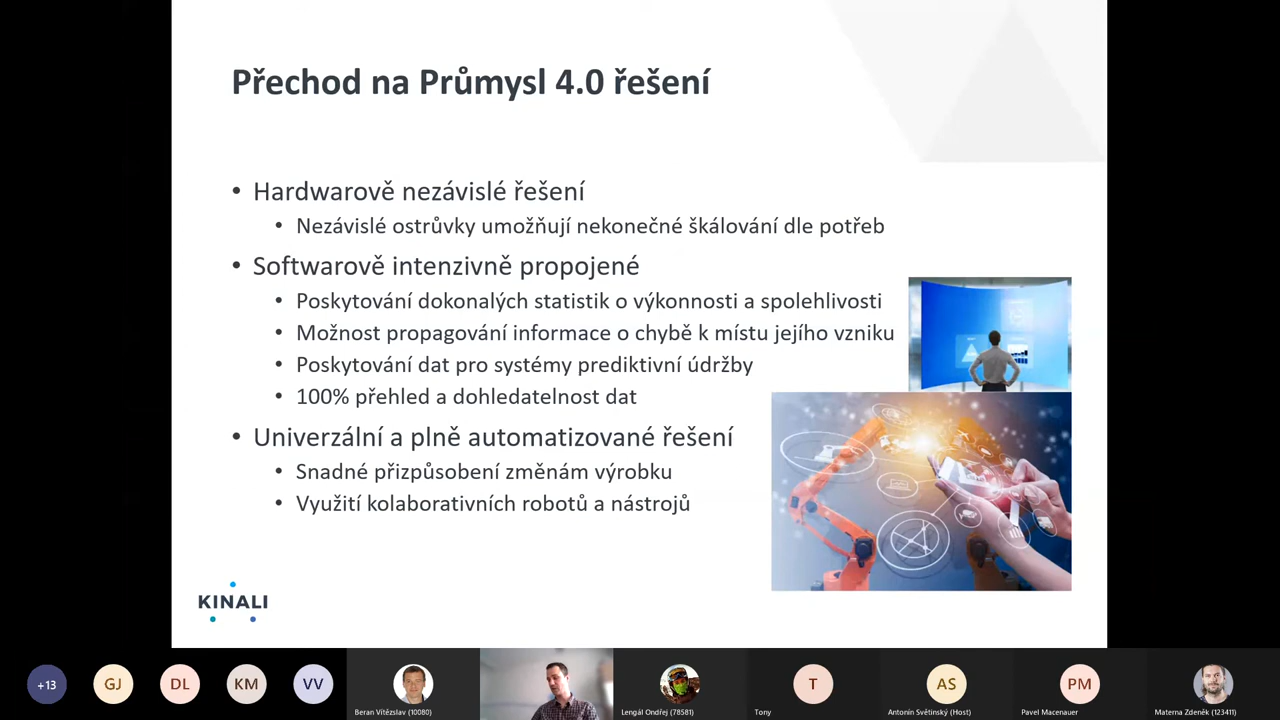 Přechod na Průmysl 4.0 řešení
• Hardwarově nezávislé řešení
• Nezávislé ostrůvky umožňují nekonečné škálování dle potřeb
• Softwarově intenzivně propojené
• Poskytování dokonalých statistik o výkonnosti a spolehlivosti
• Možnost propagování informace o chybě k místu jejího vzniku
• Poskytování dat pro systémy prediktivní údržby
• 100% přehled a dohledatelnost dat
• Univerzální a plně automatizované řešení
• Snadné přizpůsobení změnám výrobku
• Využití kolaborativních robotů a nástrojů
KINALI
+13
GJ
DL
KM
VV
Beran Vítězslav (10080)
Lengál Ondřej (78581)
T
Tony
AS
Antonín Světinský (Host)
PM
Pavel Macenauer
Materna Zdeněk (123411)